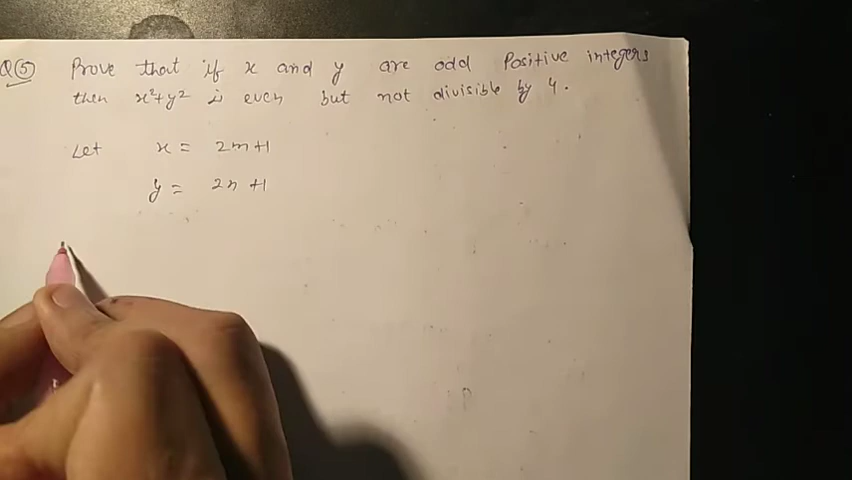 Q⑤ Prove that if x and y are odd Positive integers
then x²+y² is even but not divisible by 4.
Let x = 2m+1
y = 2n+1